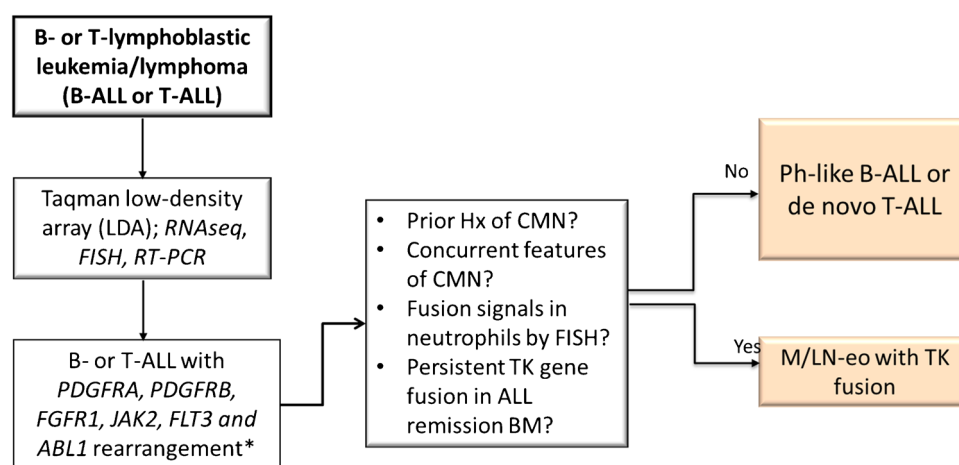 B- or T-lymphoblastic
leukemia/lymphoma
(B-ALL or T-ALL)
Taqman low-density
array (LDA); RNAseq,
FISH, RT-PCR
B- or T-ALL with
PDGFRA, PDGFRB,
FGFR1, JAK2, FLT3 and
ABL1 rearrangement*
• Prior Hx of CMN?
• Concurrent features
of CMN?
• Fusion signals in
neutrophils by FISH?
• Persistent TK gene
fusion in ALL
remission BM?
No
Ph-like B-ALL or
de novo T-ALL
Yes
M/LN-eo with TK
fusion